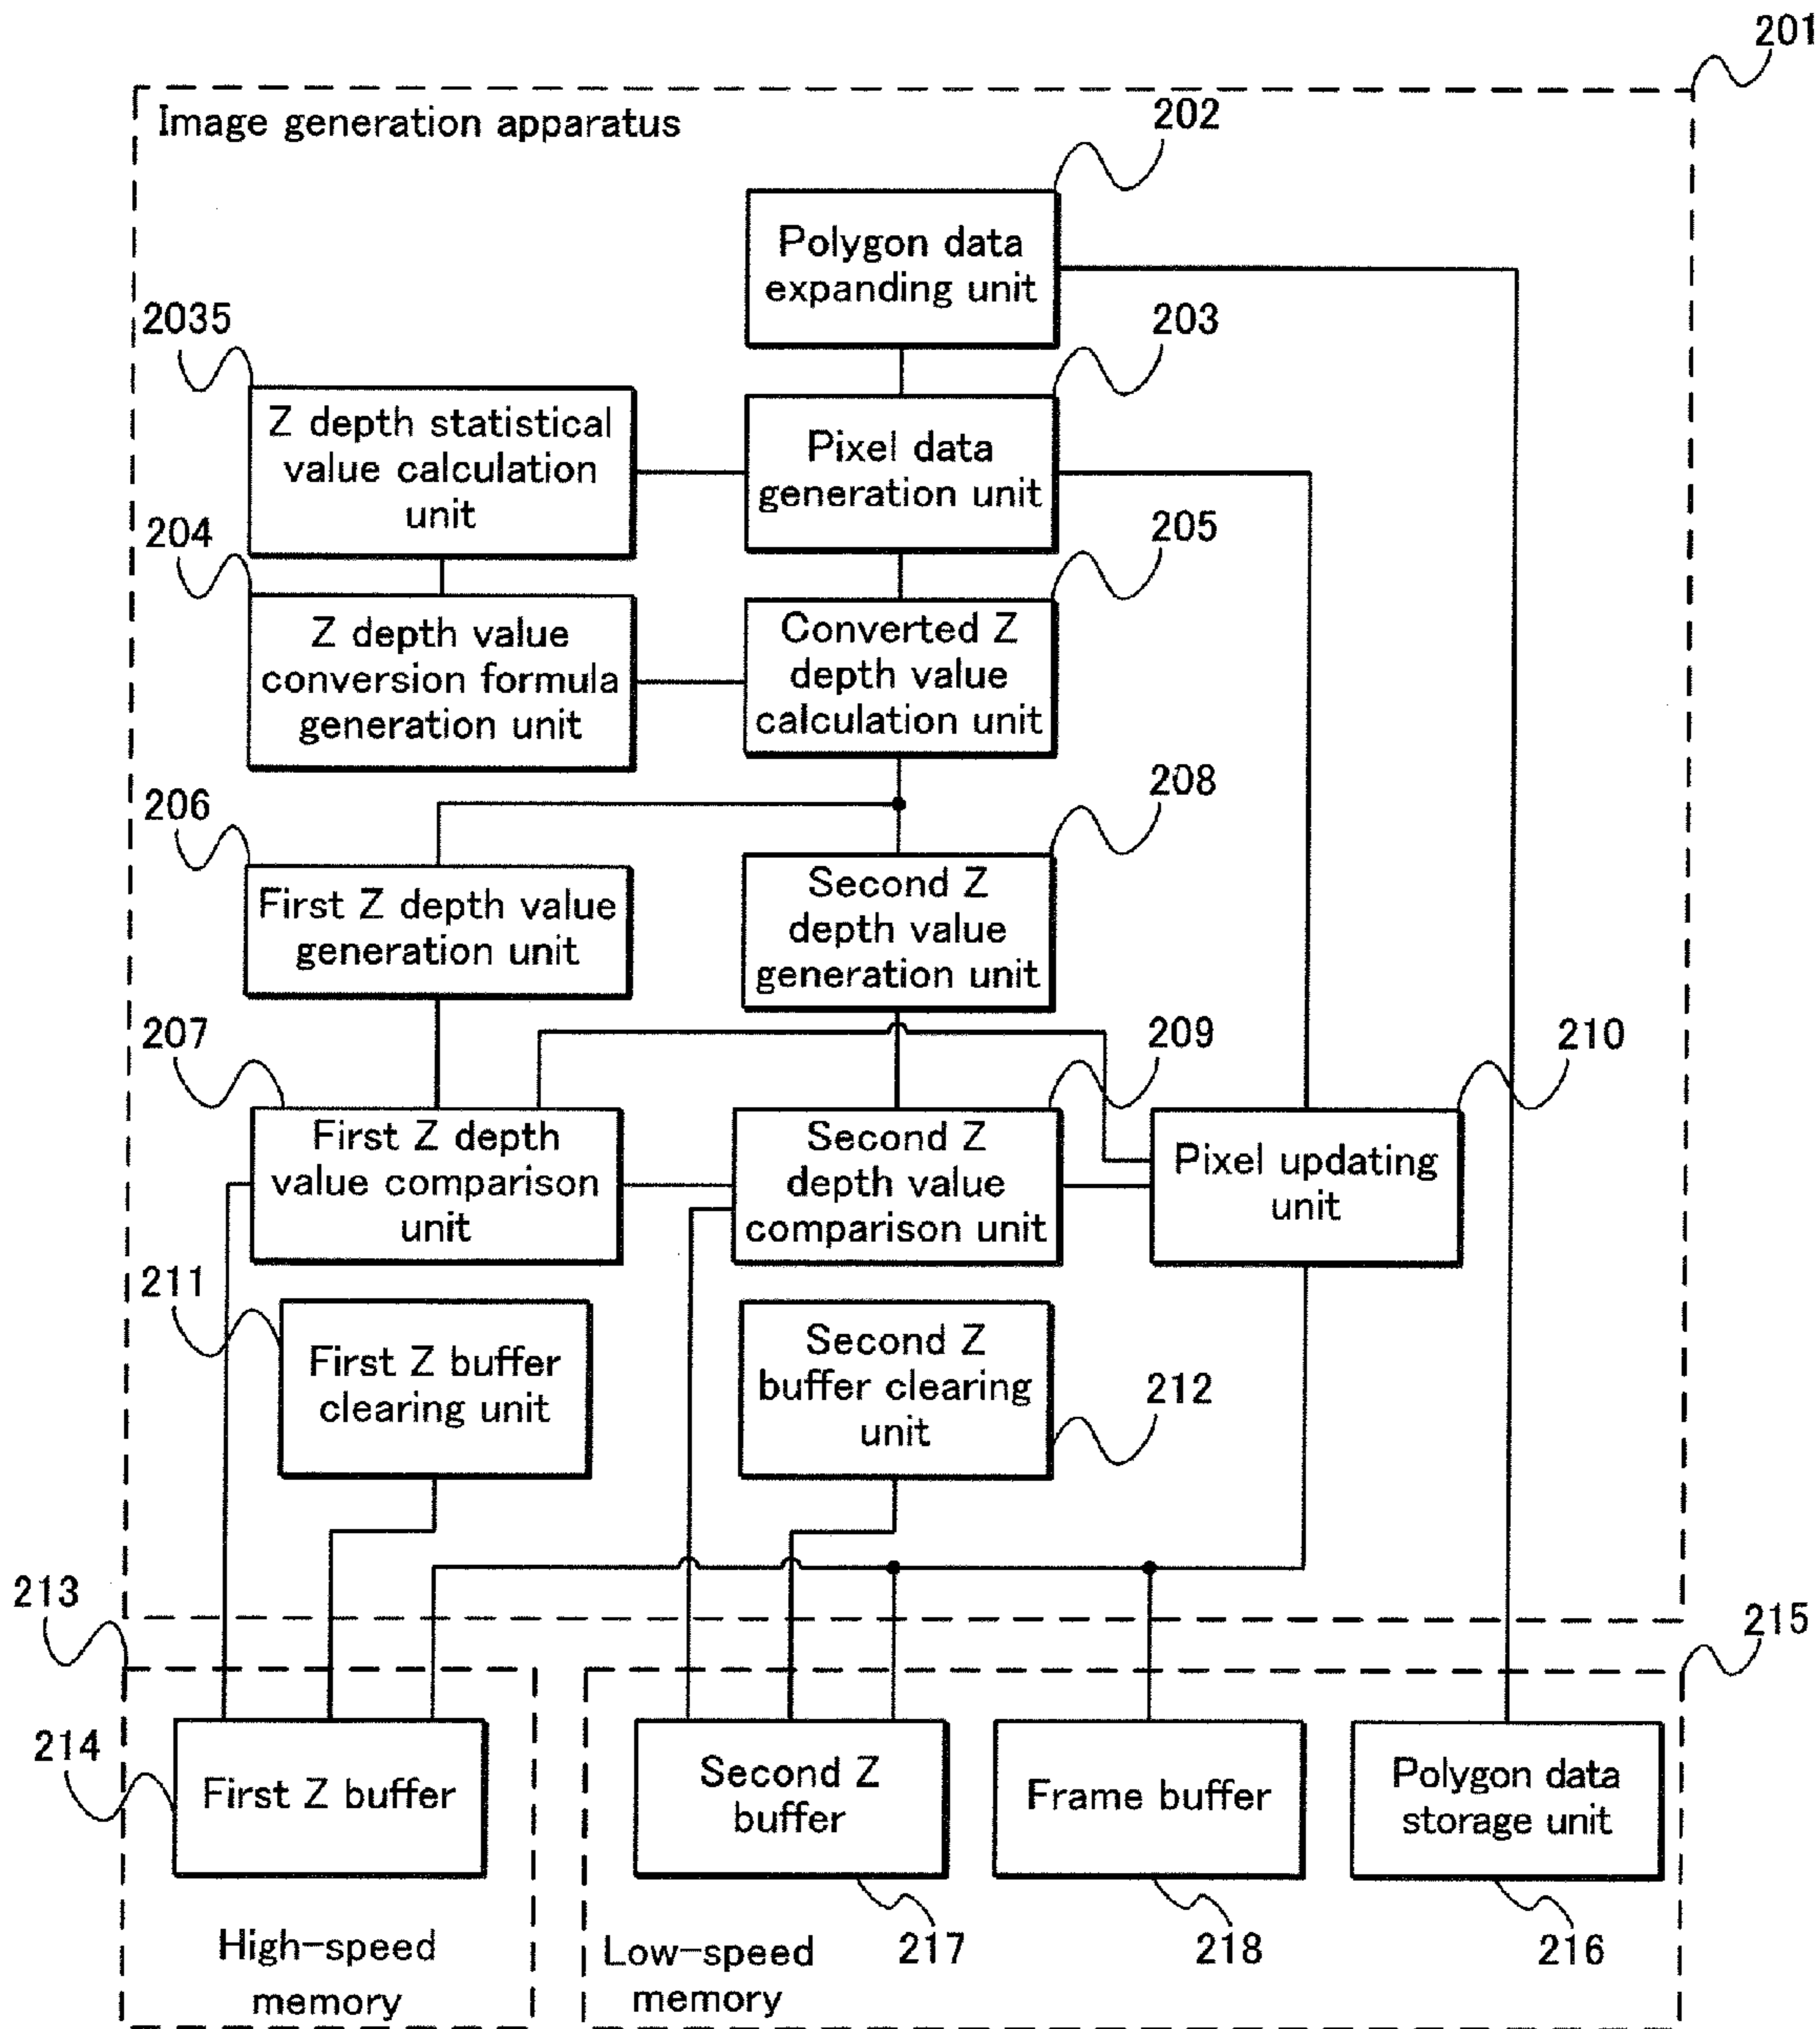 201
Image generation apparatus
202
Polygon data
expanding unit
2035
203
Z depth statistical
value calculation
unit
Pixel data
generation unit
204
205
Z depth value
conversion formula
generation unit
Converted Z
depth value
calculation unit
206
208
First Z depth value
generation unit
Second Z
depth value
generation unit
207
209
210
First Z depth
value comparison
unit
Second Z
depth value
comparison unit
Pixel updating
unit
211
First Z buffer
clearing unit
Second Z
buffer clearing
unit
212
213
215
214
First Z buffer
Second Z
buffer
Frame buffer
Polygon data
storage unit
217
218
216
High-speed
memory
Low-speed
memory